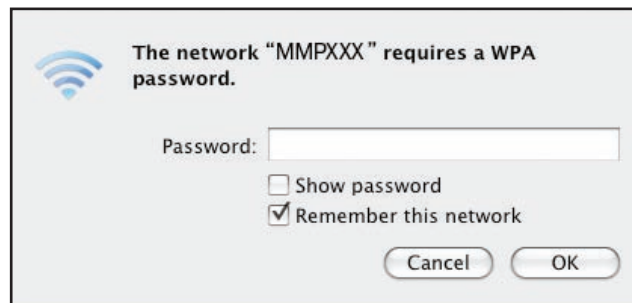 The network “MMPXXX” requires a WPA
password.
Password:
Show password
Remember this network
Cancel OK